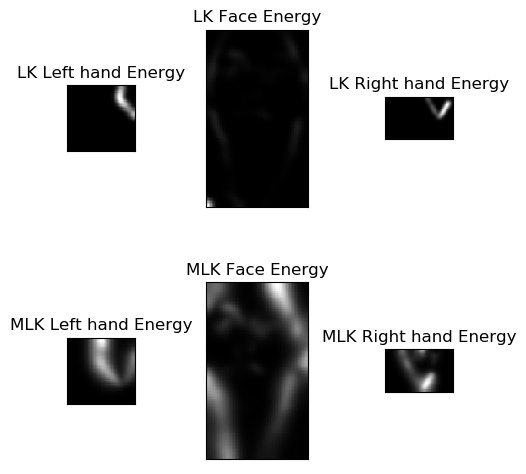 LK Face Energy
LK Left hand Energy
LK Right hand Energy
MLK Face Energy
MLK Left hand Energy
MLK Right hand Energy